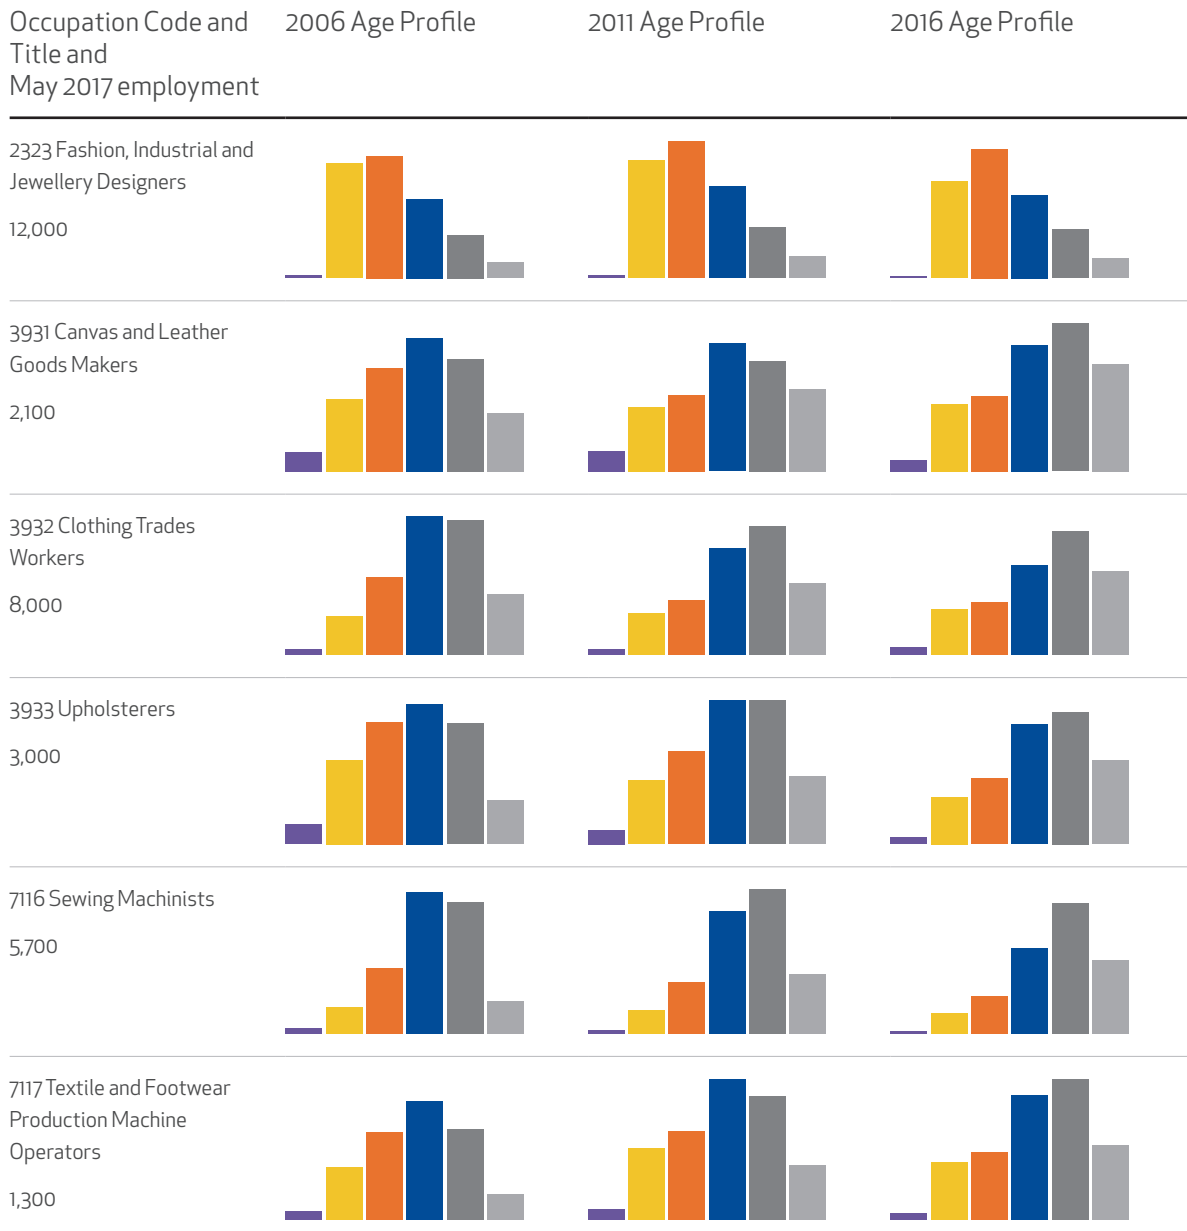 Occupation Code and
Title and
May 2017 employment
2006 Age Profile
2011 Age Profile
2016 Age Profile
2323 Fashion, Industrial and
Jewellery Designers
12,000
3931 Canvas and Leather
Goods Makers
2,100
3932 Clothing Trades
Workers
8,000
3933 Upholsterers
3,000
7116 Sewing Machinists
5,700
7117 Textile and Footwear
Production Machine
Operators
1,300